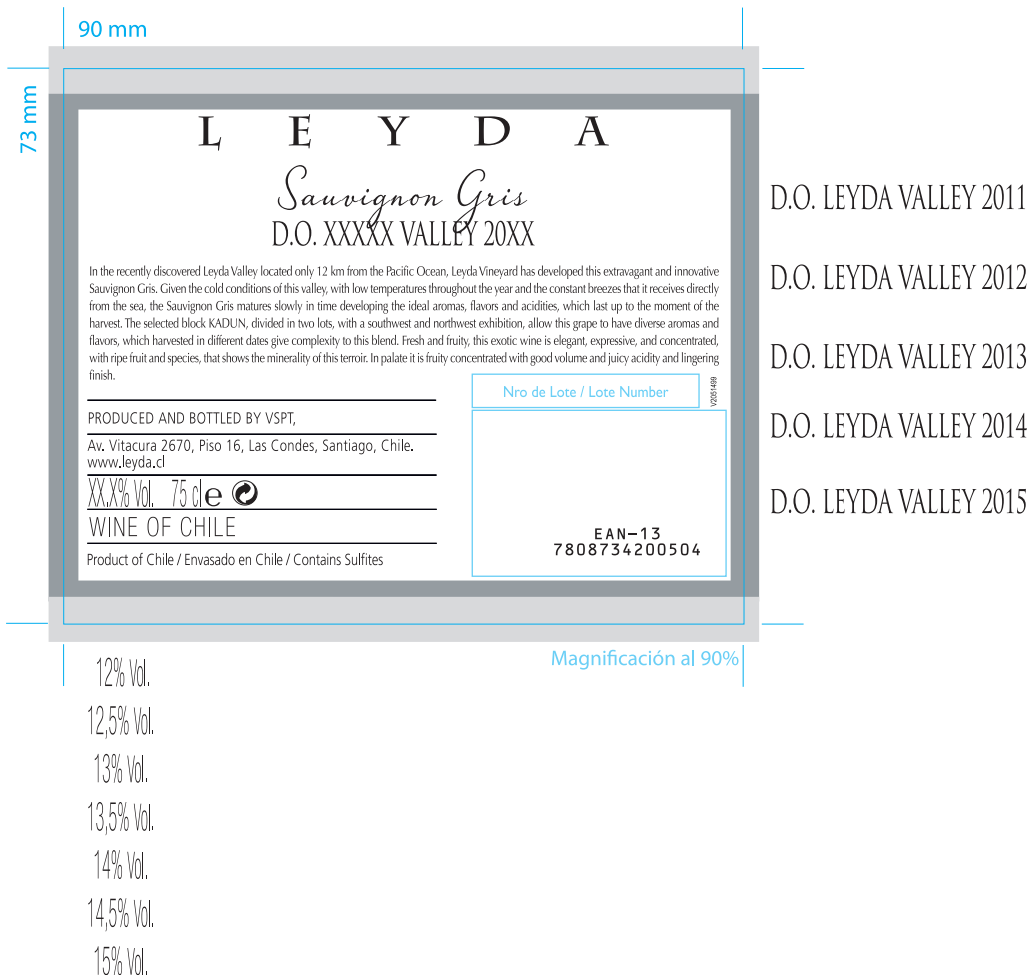 90 mm
73 mm
L E Y D A
Sauvignon Gris
D.O. XXXXX VALLEY 20XX
In the recently discovered Leyda Valley located only 12 km from the Pacific Ocean, Leyda Vineyard has developed this extravagant and innovative
Sauvignon Gris. Given the cold conditions of this valley, with low temperatures throughout the year and the constant breezes that it receives directly
from the sea, the Sauvignon Gris matures slowly in time developing the ideal aromas, flavors and acidities, which last up to the moment of the
harvest. The selected block KADUN, divided in two lots, with a southwest and northwest exhibition, allow this grape to have diverse aromas and
flavors, which harvested in different dates give complexity to this blend. Fresh and fruity, this exotic wine is elegant, expressive, and concentrated,
with ripe fruit and species, that shows the minerality of this terroir. In palate it is fruity concentrated with good volume and juicy acidity and lingering
finish.
Nro de Lote / Lote Number
V2051499
PRODUCED AND BOTTLED BY VSPT,
Av. Vitacura 2670, Piso 16, Las Condes, Santiago, Chile.
www.leyda.cl
XX.X% Vol. 75 cl e
WINE OF CHILE
Product of Chile / Envasado en Chile / Contains Sulfites
EAN-13
7808734200504
D.O. LEYDA VALLEY 2011
D.O. LEYDA VALLEY 2012
D.O. LEYDA VALLEY 2013
D.O. LEYDA VALLEY 2014
D.O. LEYDA VALLEY 2015
Magnificación al 90%
12% Vol.
12,5% Vol.
13% Vol.
13,5% Vol.
14% Vol.
14,5% Vol.
15% Vol.